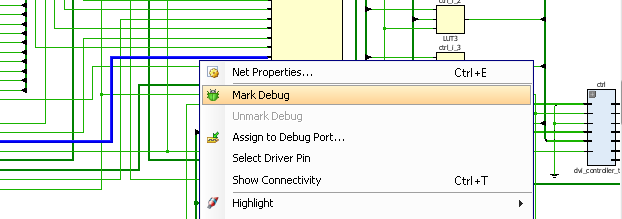 ctrl_i_2
LUT3
ctrl_i_3
Net Properties... Ctrl+E
Mark Debug
Unmark Debug
Assign to Debug Port...
Select Driver Pin
Show Connectivity Ctrl+T
Highlight
ctrl
dvi_controller_t